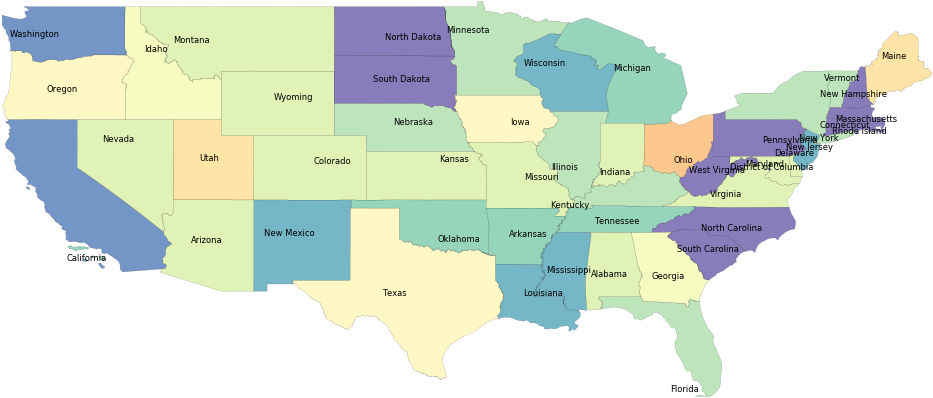 Washington
Montana
Idaho
Oregon
North Dakota
Minnesota
South Dakota
Wisconsin
Michigan
Maine
Vermont
New Hampshire
Wyoming
Nebraska
Iowa
Massachusetts
Connecticut
Rhode Island
New York
Pennsylvania
New Jersey
Nevada
Utah
Colorado
Kansas
Missouri
Illinois
Indiana
Ohio
Delaware
Maryland
District of Columbia
West Virginia
Virginia
Kentucky
California
Arizona
New Mexico
Oklahoma
Arkansas
Tennessee
North Carolina
South Carolina
Texas
Louisiana
Mississippi
Alabama
Georgia
Florida